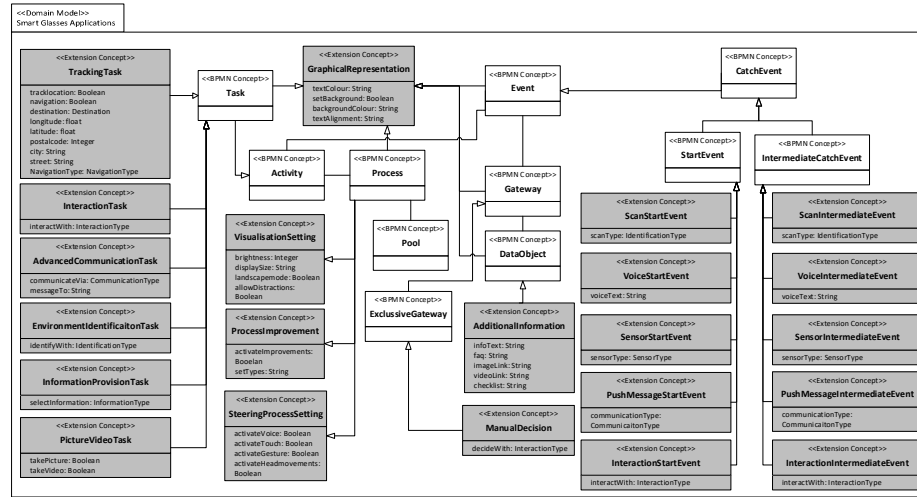 <<Domain Model>>
Smart Glasses Applications
<<Extension Concept>>
TrackingTask
tracklocation: Boolean
navigation: Boolean
destination: Destination
longitude: float
latitude: float
postalcode: Integer
city: String
street: String
NavigationType: NavigationType
<<Extension Concept>>
InteractionTask
interactWith: InteractionType
<<Extension Concept>>
AdvancedCommunicationTask
communicateVia: CommunicationType
messageTo: String
<<Extension Concept>>
EnvironmentIdentificaitonTask
identifyWith: IdentificationType
<<Extension Concept>>
InformationProvisionTask
selectInformation: InformationType
<<Extension Concept>>
PictureVideoTask
takePicture: Boolean
takeVideo: Boolean
<<BPMN Concept>>
Task
<<Extension Concept>>
GraphicalRepresentation
textColour: String
setBackground: Boolean
backgroundColour: String
textAlignment: String
<<BPMN Concept>>
Activity
<<BPMN Concept>>
Process
<<BPMN Concept>>
Pool
<<Extension Concept>>
VisualisationSetting
brightness: Integer
displaySize: String
landscapemode: Boolean
allowDistractions:
Boolean
<<Extension Concept>>
ProcessImprovement
activateImprovements:
Booelan
setTypes: String
<<Extension Concept>>
SteeringProcessSetting
activateVoice: Boolean
activateTouch: Boolean
activateGesture: Boolean
activateHeadmovements:
Boolean
<<BPMN Concept>>
Event
<<BPMN Concept>>
Gateway
<<BPMN Concept>>
DataObject
<<BPMN Concept>>
ExclussiveGateway
<<Extension Concept>>
AdditionalInformation
infoText: String
faq: String
imageLink: String
videoLink: String
checklist: String
<<Extension Concept>>
ManualDecision
decideWith: InteractionType
<<BPMN Concept>>
CatchEvent
<<BPMN Concept>>
StartEvent
<<BPMN Concept>>
IntermediateCatchEvent
<<Extension Concept>>
ScanStartEvent
scanType: IdentificationType
<<Extension Concept>>
VoiceStartEvent
voiceText: String
<<Extension Concept>>
SensorStartEvent
sensorType: SensorType
<<Extension Concept>>
PushMessageStartEvent
communicationType:
CommunicaitonType
<<Extension Concept>>
InteractionStartEvent
interactWith: InteractionType
<<Extension Concept>>
ScanIntermediateEvent
scanType: IdentificationType
<<Extension Concept>>
VoiceIntermediateEvent
voiceText: String
<<Extension Concept>>
SensorIntermediateEvent
sensorType: SensorType
<<Extension Concept>>
PushMessageIntermediateEvent
communicationType:
CommunicaitonType
<<Extension Concept>>
InteractionIntermediateEvent
interactWith: InteractionType